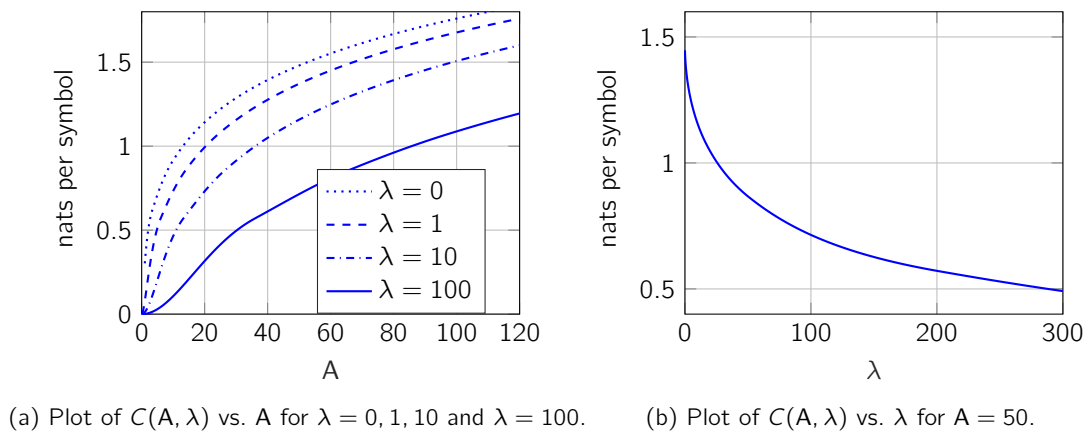 nats per symbol
1.5
1
0.5
0
0 20 40 60 80 100 120
A
λ = 0
λ = 1
λ = 10
λ = 100
(a) Plot of C(A, λ) vs. A for λ = 0, 1, 10 and λ = 100.
nats per symbol
1.5
1
0.5
0 100 200 300
λ
(b) Plot of C(A, λ) vs. λ for A = 50.